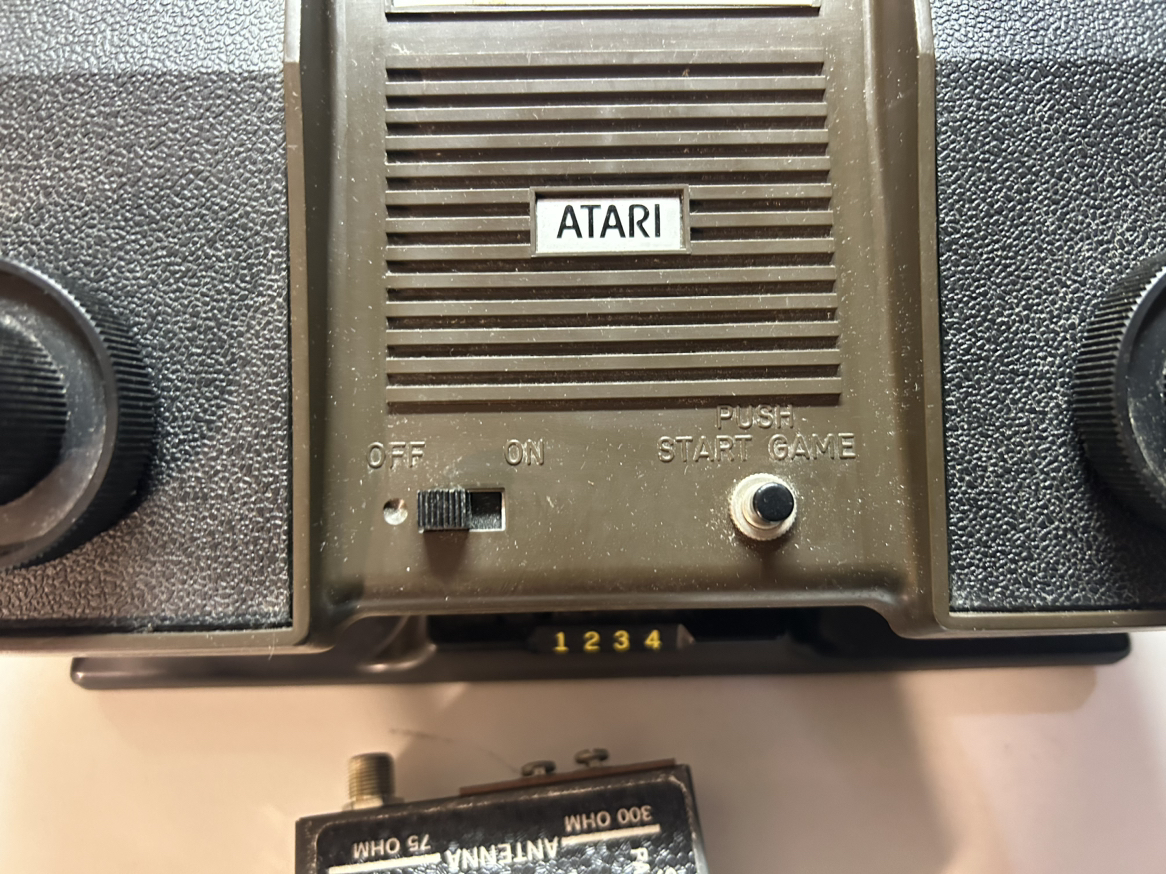 ATARI
OFF ON
PUSH
START GAME
1 2 3 4
300 OHM
75 OHM
ANTENNA